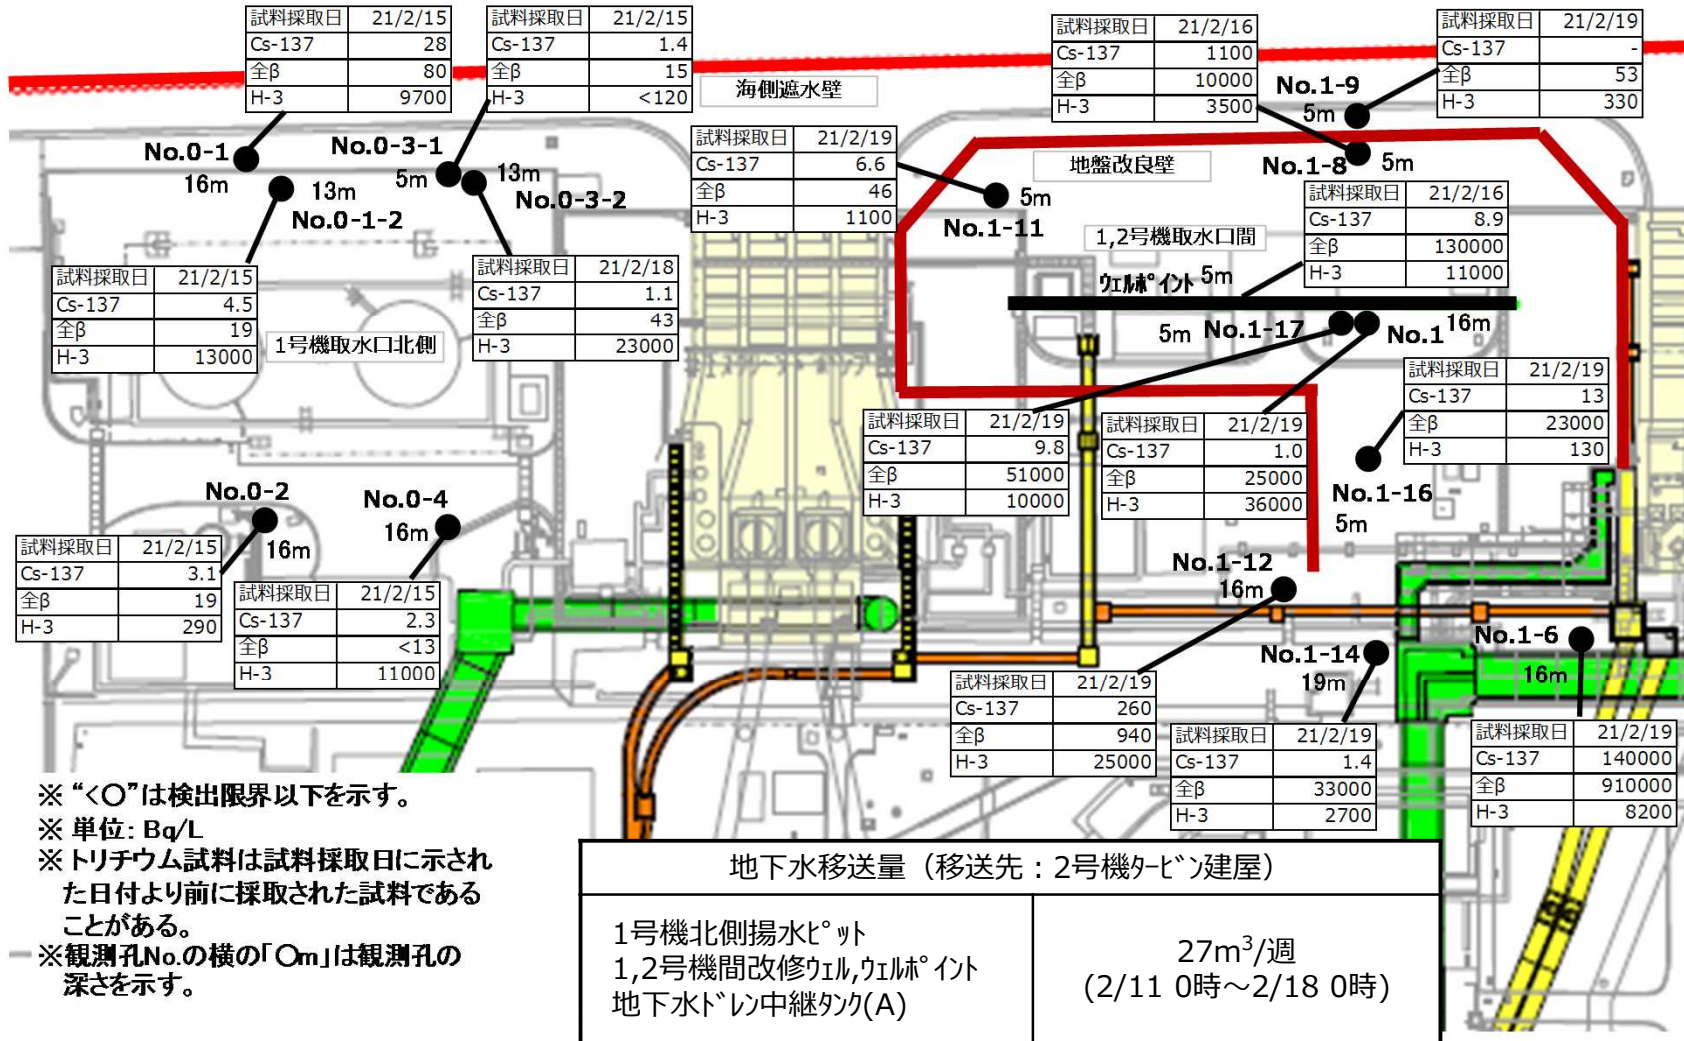 試料採取日 21/2/15
Cs-137 28
全β 80
H-3 9700
試料採取日 21/2/15
Cs-137 1.4
全β 15
H-3 <120
海側遮水壁
試料採取日 21/2/16
Cs-137 1100
全β 10000
H-3 3500
試料採取日 21/2/19
Cs-137 -
全β 53
H-3 330
No.0-1
16m
No.0-3-1
5m
13m
No.0-1-2
13m
No.0-3-2
試料採取日 21/2/19
Cs-137 6.6
全β 46
H-3 1100
No.1-11
5m
地盤改良壁
No.1-9
5m
No.1-8
5m
試料採取日 21/2/16
Cs-137 8.9
全β 130000
H-3 11000
1,2号機取水口間
ウェルポイント 5m
試料採取日 21/2/15
Cs-137 4.5
全β 19
H-3 13000
1号機取水口北側
試料採取日 21/2/18
Cs-137 1.1
全β 43
H-3 23000
5m No.1-17
No.1
16m
試料採取日 21/2/19
Cs-137 13
全β 23000
H-3 130
試料採取日 21/2/19
Cs-137 9.8
全β 51000
H-3 10000
試料採取日 21/2/19
Cs-137 1.0
全β 25000
H-3 36000
No.1-16
5m
No.0-2
16m
No.0-4
16m
試料採取日 21/2/15
Cs-137 3.1
全β 19
H-3 290
試料採取日 21/2/15
Cs-137 2.3
全β <13
H-3 11000
No.1-12
16m
No.1-14
19m
No.1-6
16m
試料採取日 21/2/19
Cs-137 260
全β 940
H-3 25000
試料採取日 21/2/19
Cs-137 1.4
全β 33000
H-3 2700
試料採取日 21/2/19
Cs-137 140000
全β 910000
H-3 8200
※ “<○”は検出限界以下を示す。
※ 単位: Bq/L
※トリチウム試料は試料採取日に示され
た日付より前に採取された試料である
ことがある。
※観測孔No.の横の「○m」は観測孔の
深さを示す。
地下水移送量（移送先：2号機タービン建屋）
1号機北側揚水ピット
1,2号機間改修ウェル,ウェルポイント
地下水ドレン中継タンク(A)
27m³/週
(2/11 0時～2/18 0時)